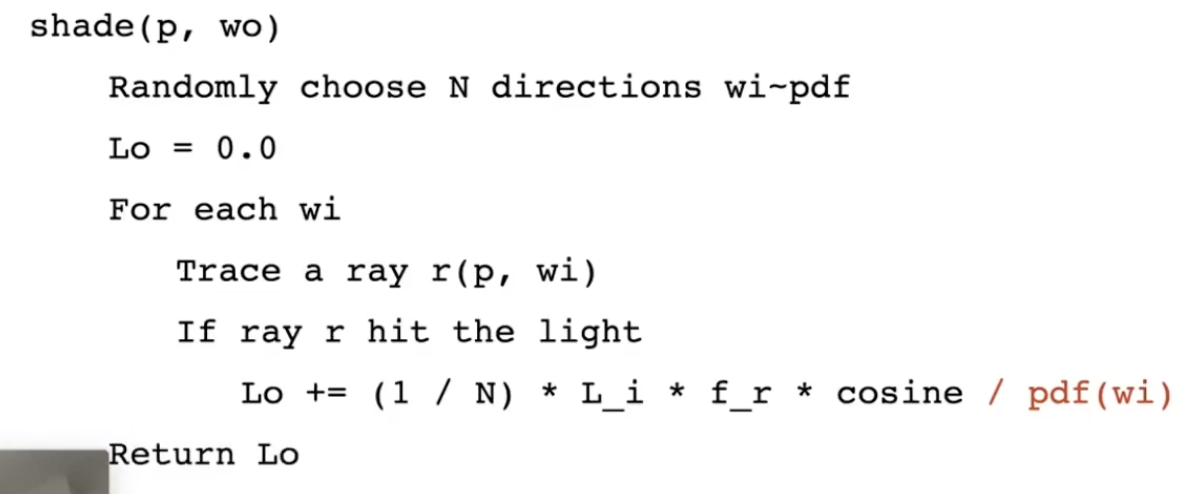 shade(p, wo)
Randomly choose N directions wi~pdf
Lo = 0.0
For each wi
Trace a ray r(p, wi)
If ray r hit the light
Lo += (1 / N) * L_i * f_r * cosine / pdf(wi)
Return Lo